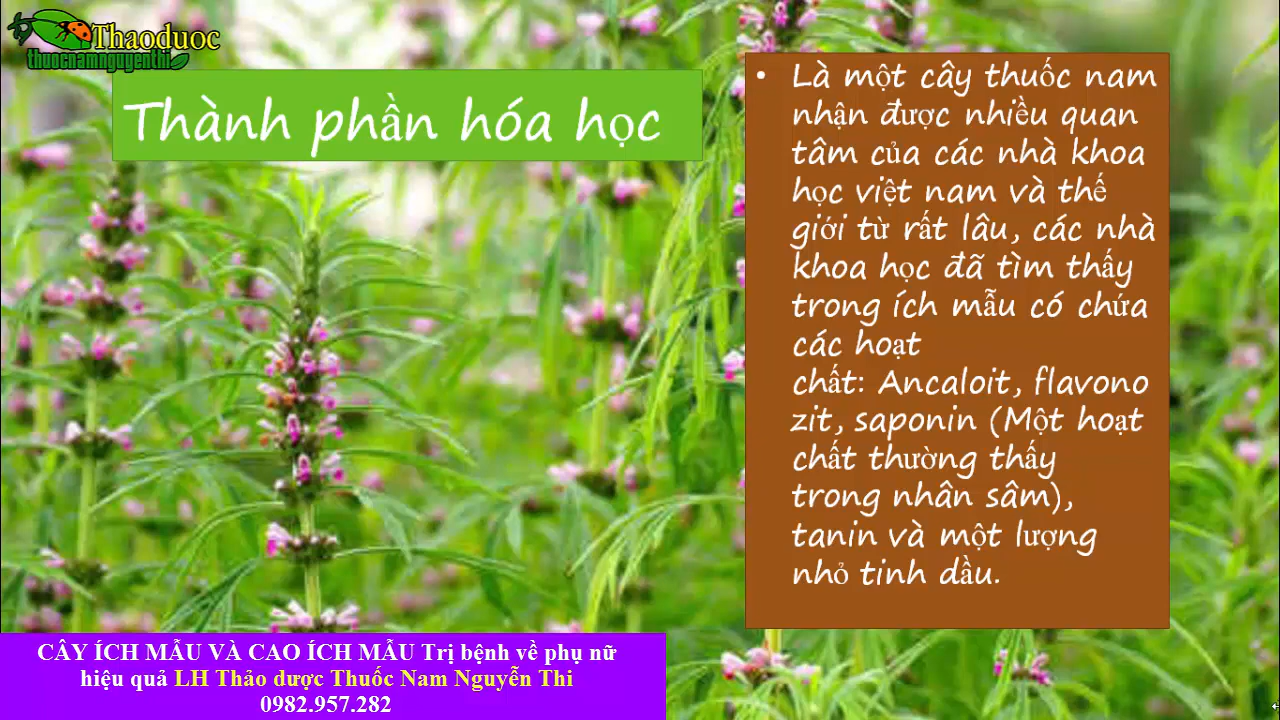 Thaoduoc
thuocnamnguyenthi
Thành phần hóa học
• Là một cây thuốc nam
nhận được nhiều quan
tâm của các nhà khoa
học việt nam và thế
giới từ rất lâu, các nhà
khoa học đã tìm thấy
trong ích mẫu có chứa
các hoạt
chất: Ancaloit, flavono
zit, saponin (Một hoạt
chất thường thấy
trong nhân sâm),
tanin và một lượng
nhỏ tinh dầu.
CÂY ÍCH MẪU VÀ CAO ÍCH MẪU Trị bệnh về phụ nữ
hiệu quả LH Thảo dược Thuốc Nam Nguyễn Thi
0982.957.282